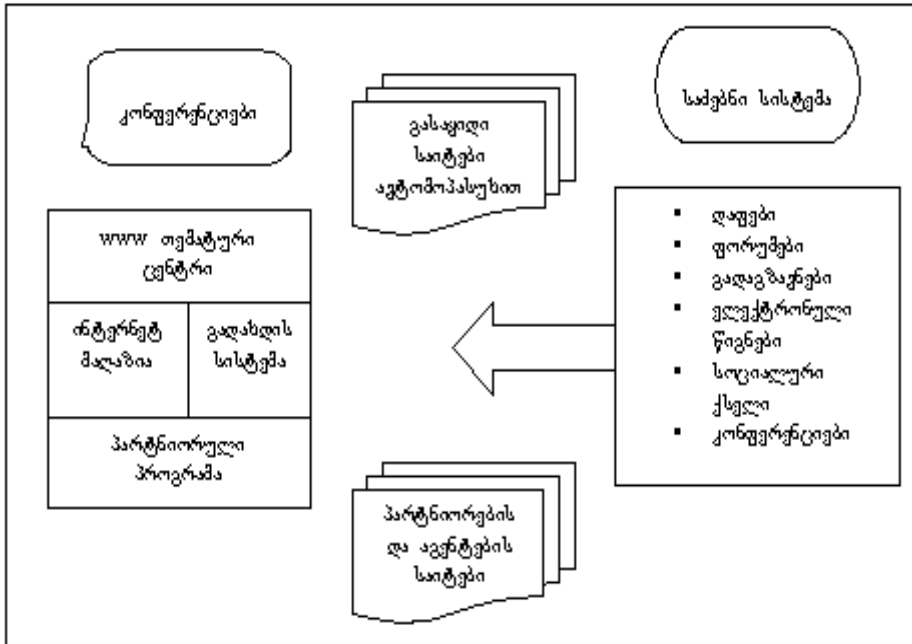 კონფერენციები
გასაყიდი
საიტები
ავტომოპასუხით
საძებნი სისტემა
www თემატური
ცენტრი
ინტერნეტ
მაღაზია
გადახდის
სისტემა
პარტნიორული
პროგრამა
▪ დაფები
▪ ფორუმები
▪ გადაგზავნები
▪ ელექტრონული
წიგნები
▪ სოციალური
ქსელი
▪ კონფერენციები
პარტნიორების
და აგენტების
საიტები